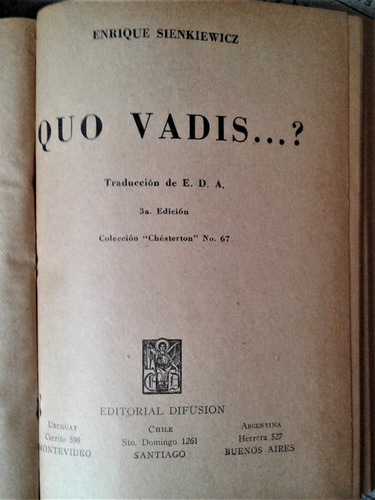 ENRIQUE SIENKIEWICZ
QUO VADIS...?
Traducción de E. D. A.
3a. Edición
Colección "Chésterton" No. 67
EDITORIAL DIFUSION
URUGUAY
Cerrito 598
MONTEVIDEO
CHILE
Sto. Domingo 1261
SANTIAGO
ARGENTINA
Herrera 527
BUENOS AIRES